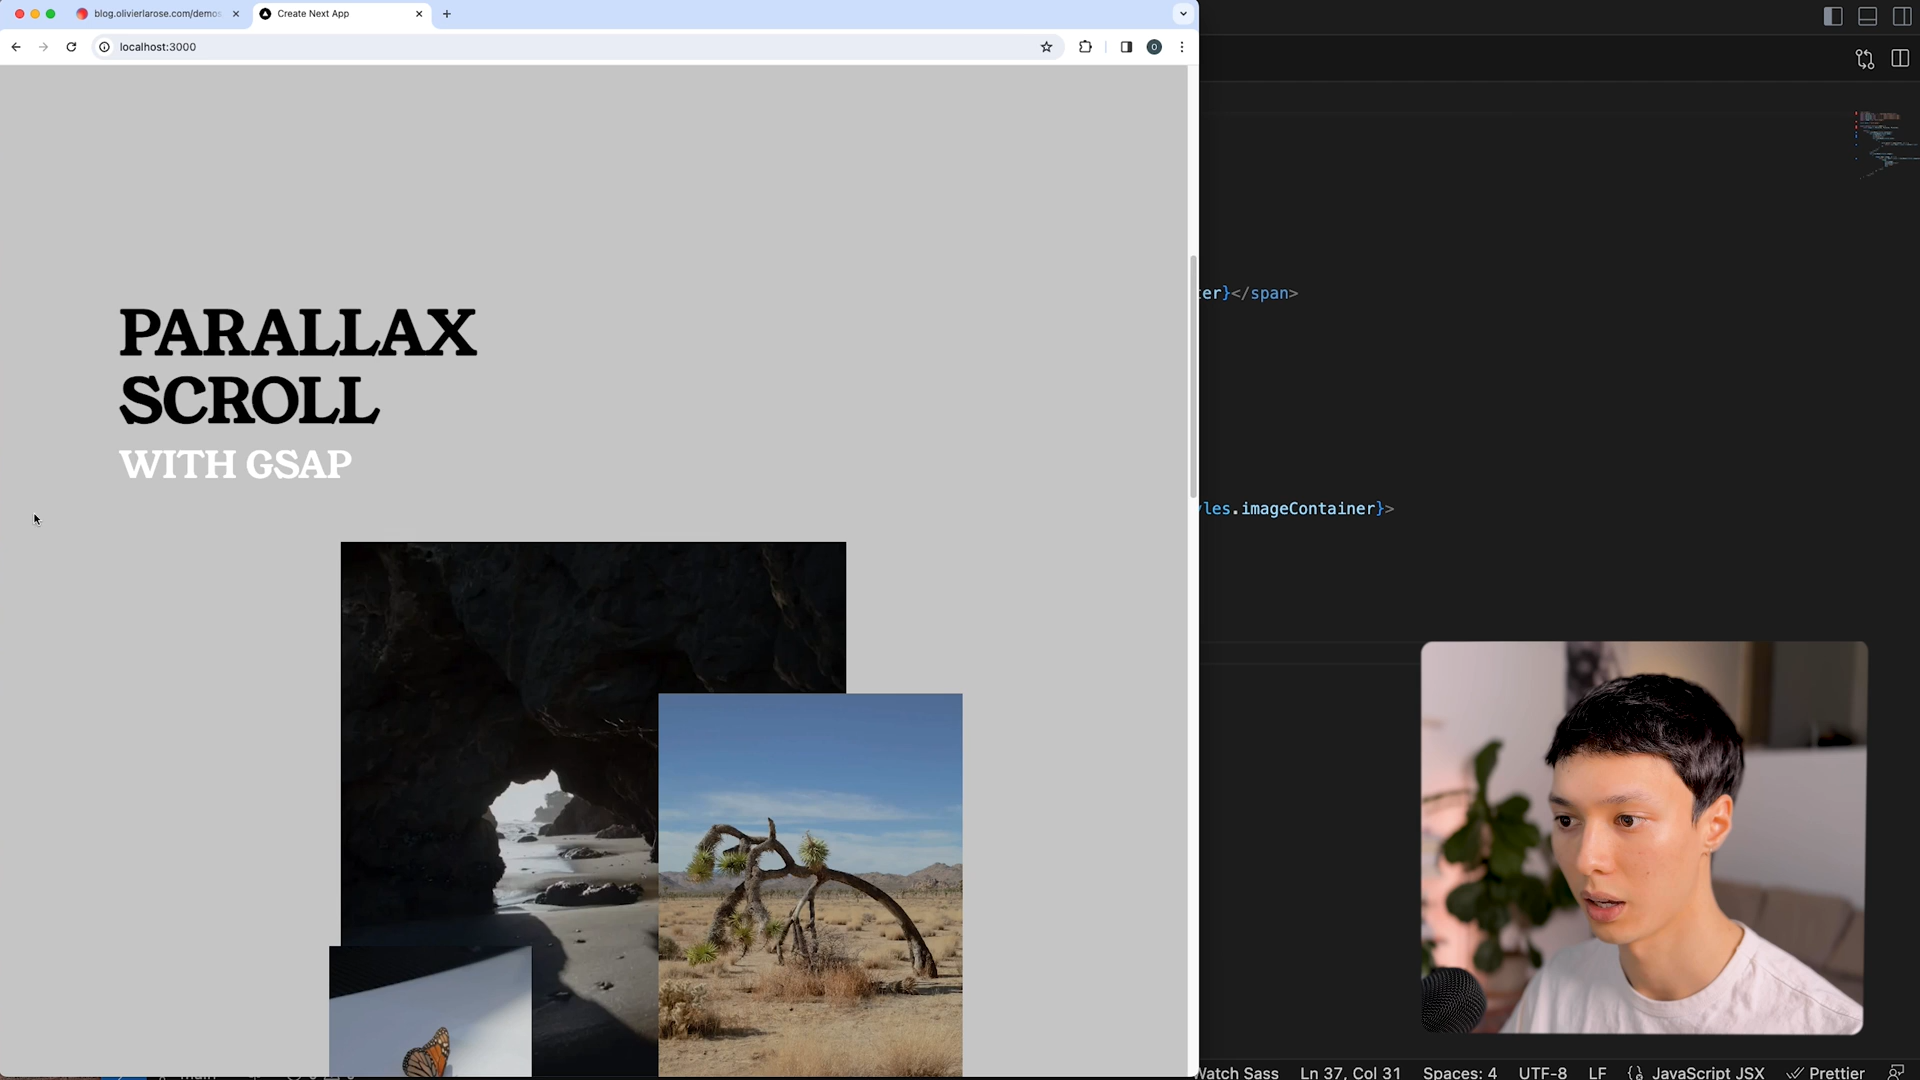 blog.olivierlarose.com/demos
Create Next App
localhost:3000
O
PARALLAX
SCROLL
WITH GSAP
er}</span>
les.imageContainer}>
Watch Sass
Ln 37, Col 31
Spaces: 4
UTF-8
LF
{} JavaScript JSX
Prettier